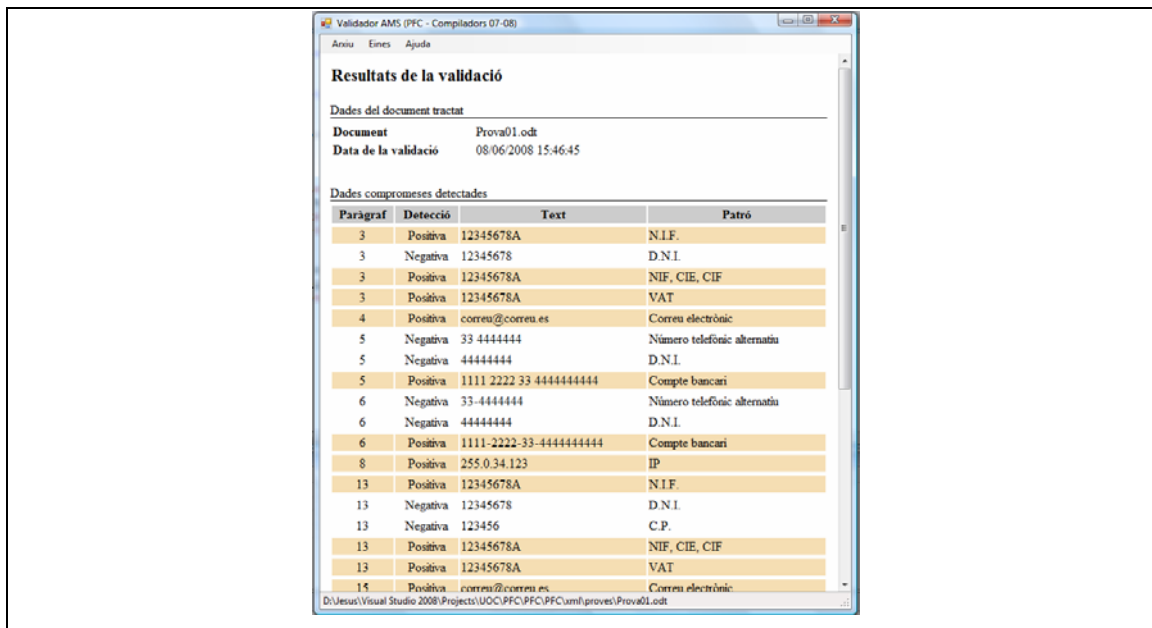 Validador AMS (PFC - Compiladors 07-08)
Arxiu Eines Ajuda
Resultats de la validació
Dades del document tractat
Document Prova01.odt
Data de la validació 08/06/2008 15:46:45
Dades compromeses detectades
Paràgraf Detecció Text Patró
3 Positiva 12345678A N.I.F.
3 Negativa 12345678 D.N.I.
3 Positiva 12345678A NIF, CIE, CIF
3 Positiva 12345678A VAT
4 Positiva correu@correu.es Correu electrònic
5 Negativa 33 4444444 Número telefònic alternatiu
5 Negativa 44444444 D.N.I.
5 Positiva 1111 2222 33 4444444444 Compte bancari
6 Negativa 33-4444444 Número telefònic alternatiu
6 Negativa 44444444 D.N.I.
6 Positiva 1111-2222-33-4444444444 Compte bancari
8 Positiva 255.0.34.123 IP
13 Positiva 12345678A N.I.F.
13 Negativa 12345678 D.N.I.
13 Negativa 123456 C.P.
13 Positiva 12345678A NIF, CIE, CIF
13 Positiva 12345678A VAT
15 Positiva correu@correu.es Correu electrònic
D:\Jesus\Visual Studio 2008\Projects\UOC\PFC\PFC\PFC\xml\proves\Prova01.odt